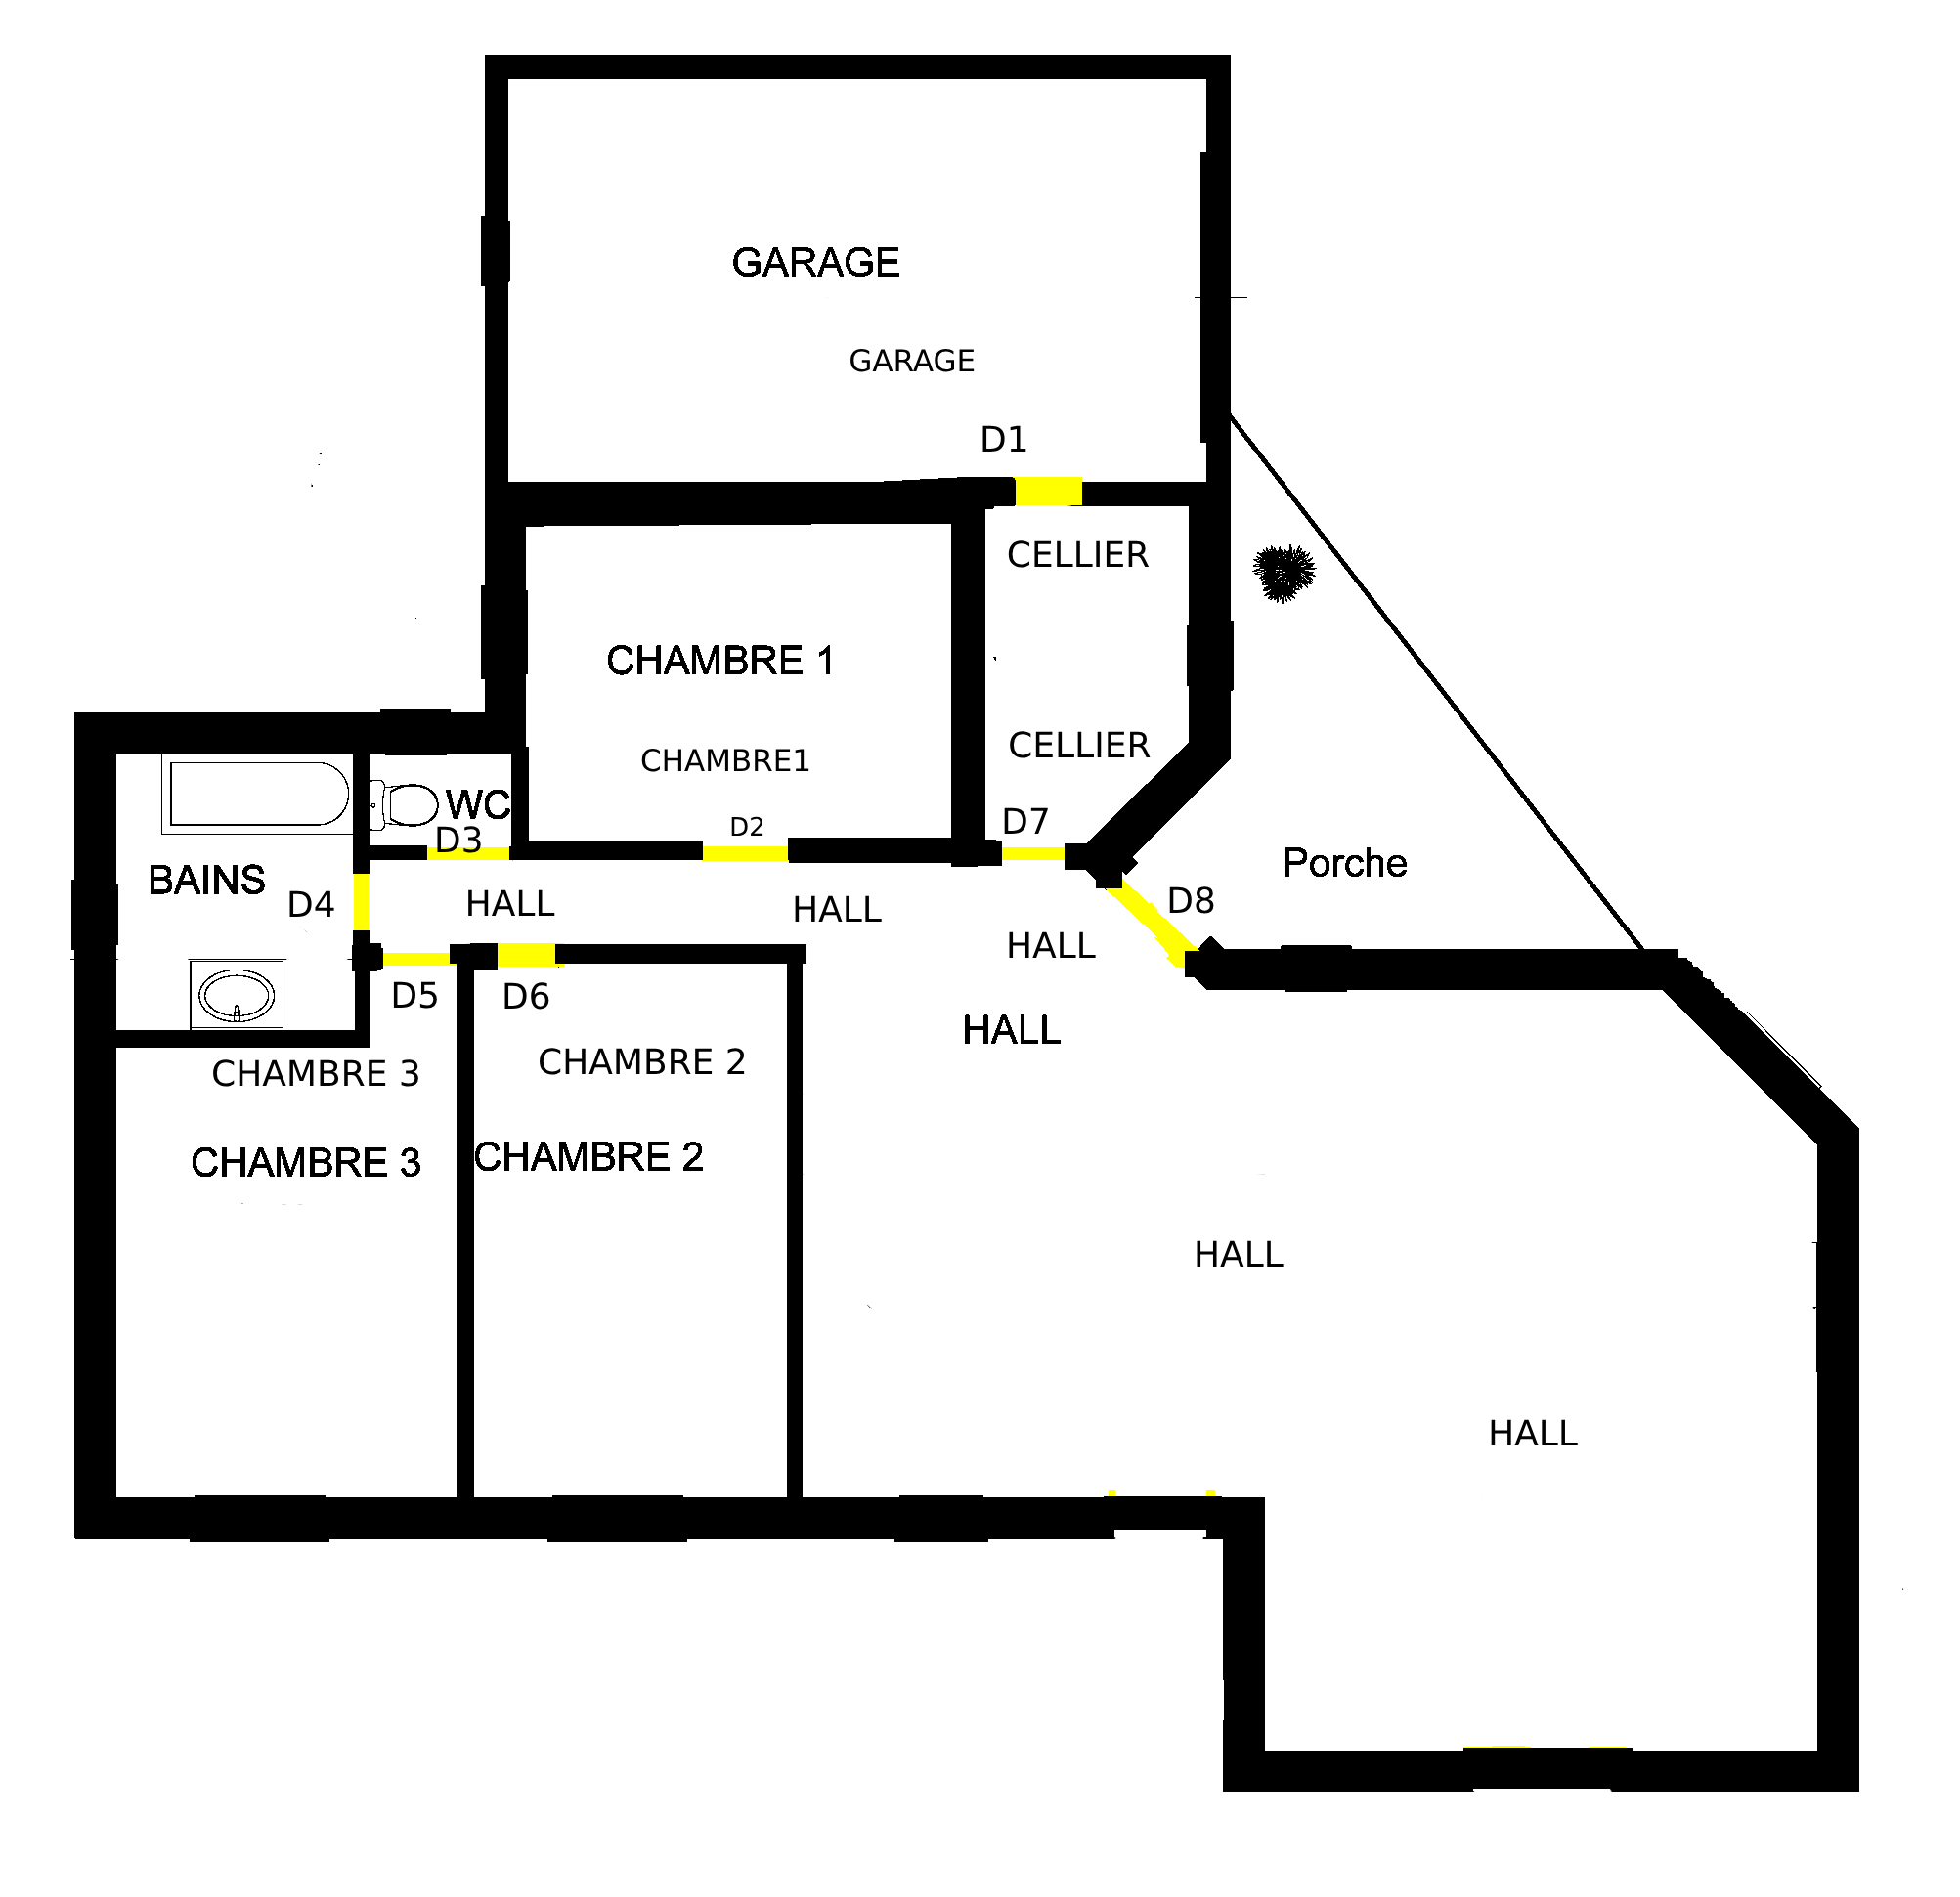 GARAGE
GARAGE
D1
CELLIER
CHAMBRE 1
CELLIER
CHAMBRE1
WC
D3
D2
D7
Porche
BAINS
D4
HALL
HALL
D8
HALL
D5
D6
HALL
CHAMBRE 3
CHAMBRE 2
CHAMBRE 3
CHAMBRE 2
HALL
HALL